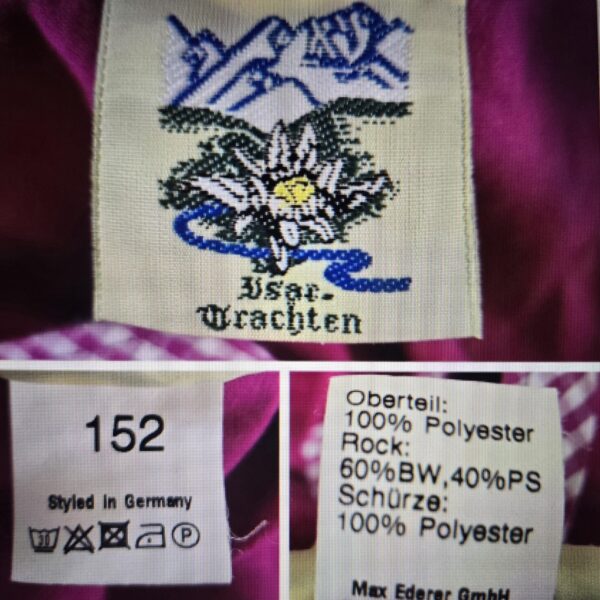 Isar-
Trachten
152
Styled in Germany
P
Oberteil:
100% Polyester
Rock:
60%BW,40%PS
Schürze:
100% Polyester
Max Ederer GmbH